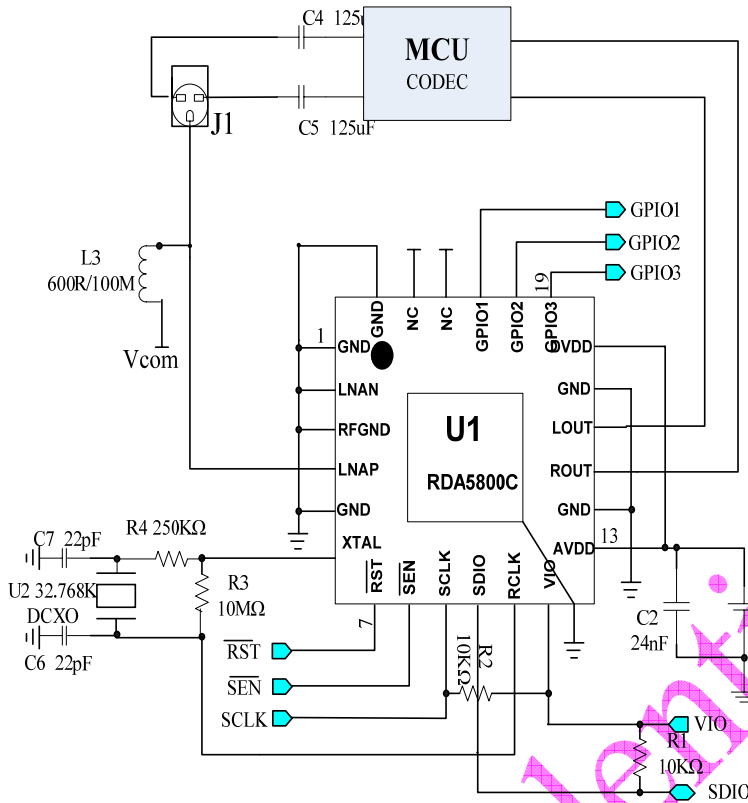 C4 125u
MCU
CODEC
C5 125uF
J1
GPIO1
GPIO2
GPIO3
L3
600R/100M
Vcom
19
GND
NC
NC
GPIO1
GPIO2
GPIO3
1
GND
DVDD
LNAN
GND
RFGND
U1
LOUT
LNAP
RDA5800C
ROUT
GND
GND
XTAL
AVDD
13
RST
SEN
SCLK
SDIO
RCLK
VIO
C7 22pF
R4 250KΩ
U2 32.768K
DCXO
R3
10MΩ
C6 22pF
7
RST
SEN
SCLK
R2
10KΩ
C2
24nF
VIO
R1
10KΩ
SDIO